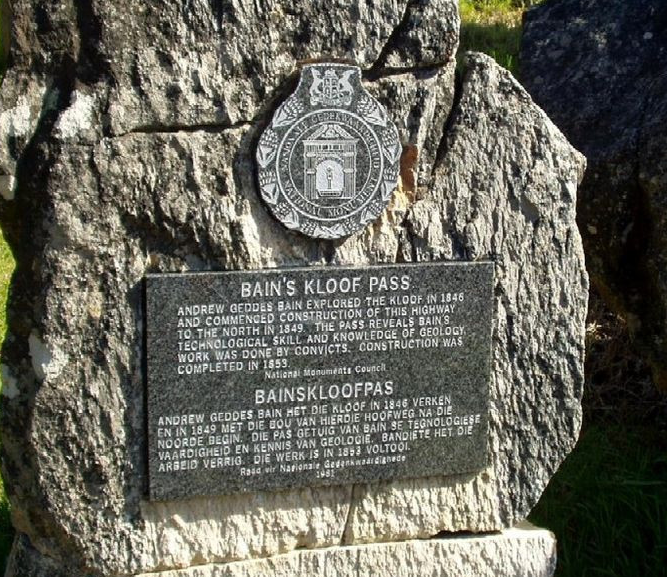 NASIONALE GEDENKWAARDIGHEID
NATIONAL MONUMENT
BAIN'S KLOOF PASS
ANDREW GEDDES BAIN EXPLORED THE KLOOF IN 1846
AND COMMENCED CONSTRUCTION OF THIS HIGHWAY
TO THE NORTH IN 1849. THE PASS REVEALS BAIN'S
TECHNOLOGICAL SKILL AND KNOWLEDGE OF GEOLOGY.
WORK WAS DONE BY CONVICTS. CONSTRUCTION WAS
COMPLETED IN 1853.
National Monuments Council
BAINSKLOOFPAS
ANDREW GEDDES BAIN HET DIE KLOOF IN 1846 VERKEN
EN IN 1849 MET DIE BOU VAN HIERDIE HOOFWEG NA DIE
NOORDE BEGIN. DIE PAS GETUIG VAN BAIN SE TEGNOLOGIESE
VAARDIGHEID EN KENNIS VAN GEOLOGIE. BANDIETE HET DIE
ARBEID VERRIG. DIE WERK IS IN 1853 VOLTOOI.
Raad vir Nasionale Gedenkwaardighede